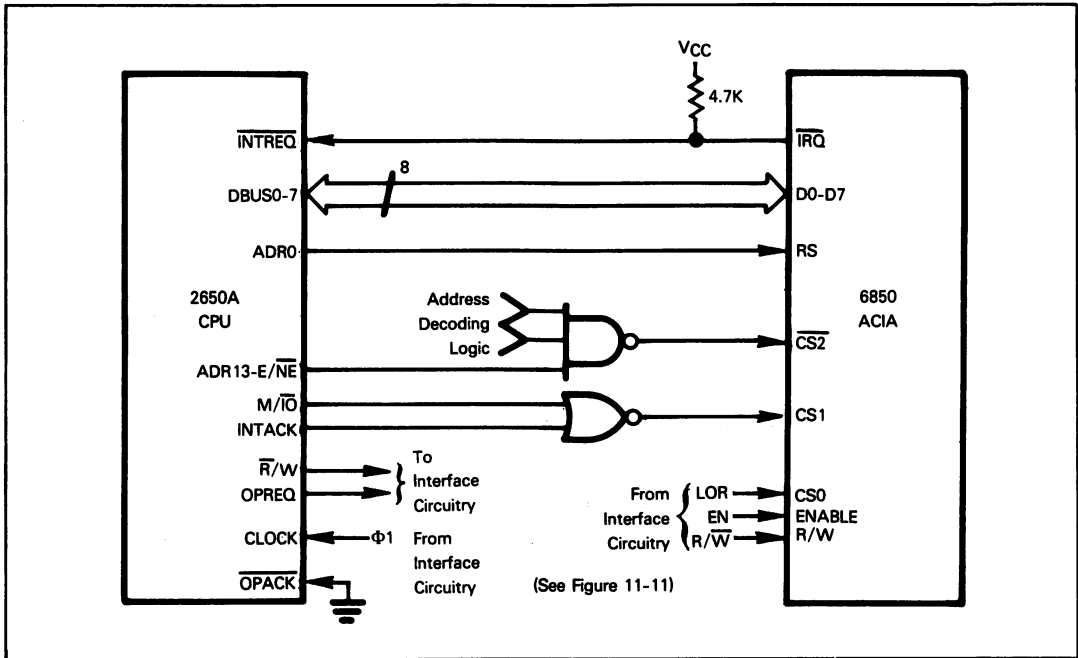 VCC
4.7K
INTREQ
IRQ
8
DBUS0-7
D0-D7
ADR0
RS
2650A
CPU
Address
Decoding
Logic
6850
ACIA
CS2
ADR13-E/NE
M/IO
INTACK
CS1
R/W
OPREQ
To
Interface
Circuitry
From
Interface
Circuitry
LOR
EN
R/W
CS0
ENABLE
R/W
CLOCK
Φ1
From
Interface
Circuitry
OPACK
(See Figure 11-11)